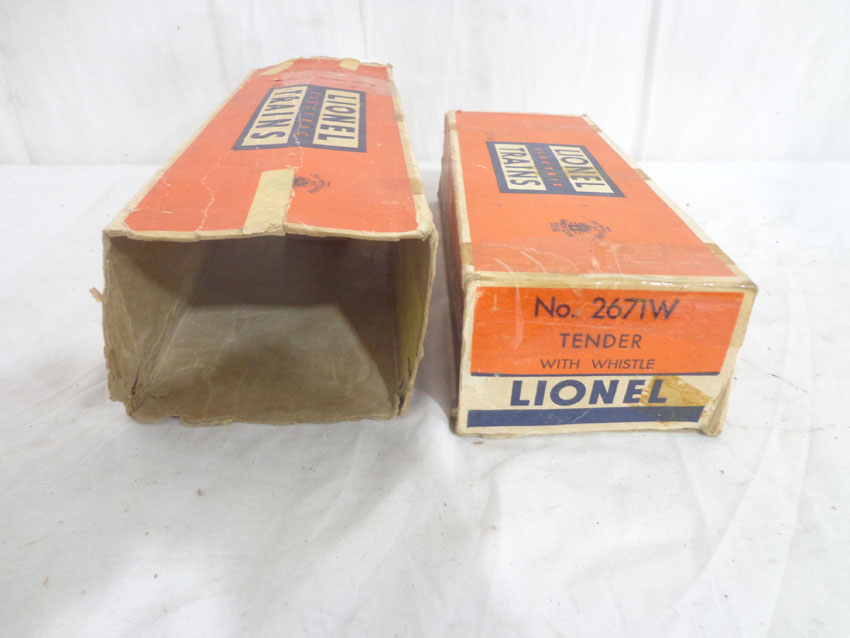 LIONEL
ELECTRIC
TRAINS
LIONEL
ELECTRIC
TRAINS
No. 2671W
TENDER
WITH WHISTLE
LIONEL